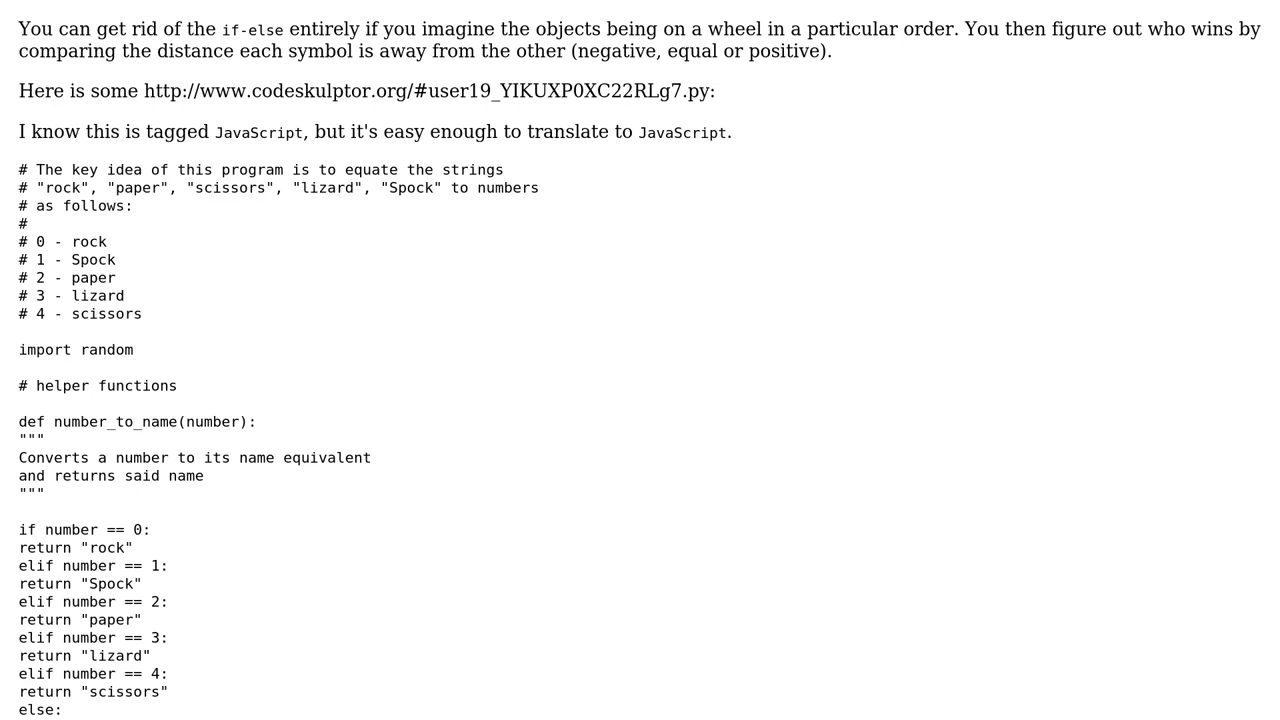 You can get rid of the if-else entirely if you imagine the objects being on a wheel in a particular order. You then figure out who wins by
comparing the distance each symbol is away from the other (negative, equal or positive).
Here is some http://www.codeskulptor.org/#user19_YIKUXP0XC22RLg7.py:
I know this is tagged JavaScript, but it's easy enough to translate to JavaScript.
# The key idea of this program is to equate the strings
# "rock", "paper", "scissors", "lizard", "Spock" to numbers
# as follows:
#
# 0 - rock
# 1 - Spock
# 2 - paper
# 3 - lizard
# 4 - scissors
import random
# helper functions
def number_to_name(number):
"""
Converts a number to its name equivalent
and returns said name
"""
if number == 0:
return "rock"
elif number == 1:
return "Spock"
elif number == 2:
return "paper"
elif number == 3:
return "lizard"
elif number == 4:
return "scissors"
else: